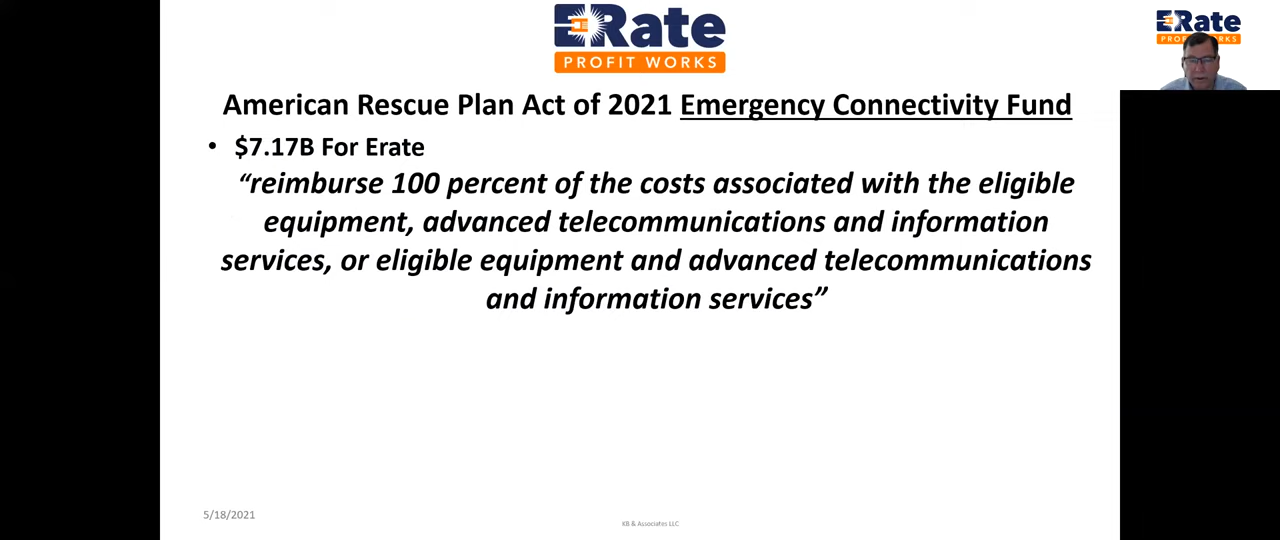 ERate
PROFIT WORKS
ERate
PROFIT WORKS
American Rescue Plan Act of 2021 Emergency Connectivity Fund
• $7.17B For Erate
“reimburse 100 percent of the costs associated with the eligible
equipment, advanced telecommunications and information
services, or eligible equipment and advanced telecommunications
and information services”
5/18/2021
KB & Associates LLC